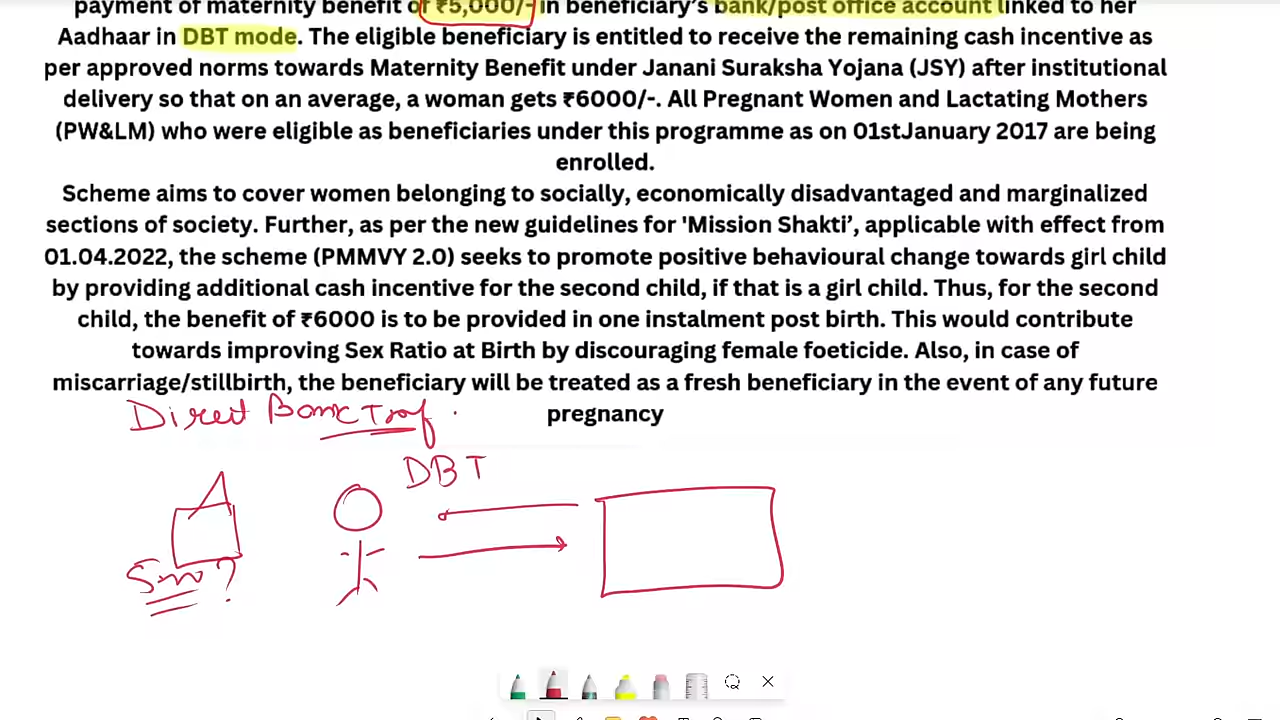 payment of maternity benefit of ₹5,000/- in beneficiary's bank/post office account linked to her
Aadhaar in DBT mode. The eligible beneficiary is entitled to receive the remaining cash incentive as
per approved norms towards Maternity Benefit under Janani Suraksha Yojana (JSY) after institutional
delivery so that on an average, a woman gets ₹6000/-. All Pregnant Women and Lactating Mothers
(PW&LM) who were eligible as beneficiaries under this programme as on 01stJanuary 2017 are being
enrolled.
Scheme aims to cover women belonging to socially, economically disadvantaged and marginalized
sections of society. Further, as per the new guidelines for 'Mission Shakti’, applicable with effect from
01.04.2022, the scheme (PMMVY 2.0) seeks to promote positive behavioural change towards girl child
by providing additional cash incentive for the second child, if that is a girl child. Thus, for the second
child, the benefit of ₹6000 is to be provided in one instalment post birth. This would contribute
towards improving Sex Ratio at Birth by discouraging female foeticide. Also, in case of
miscarriage/stillbirth, the beneficiary will be treated as a fresh beneficiary in the event of any future
pregnancy
Direct Bank
DBT